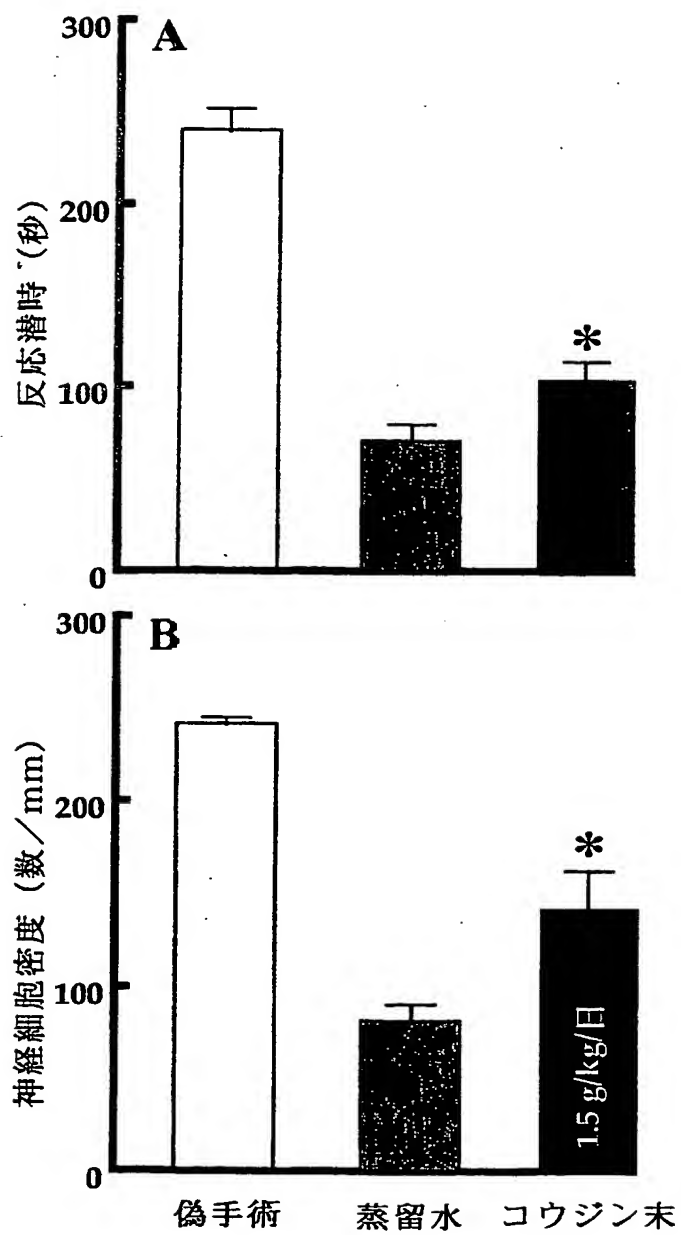 A
300
200
100
0
反応潜時 (秒)
*
B
300
200
100
0
神経細胞密度 (数/mm)
*
1.5 g/kg/日
偽手術 蒸留水 コウジン末